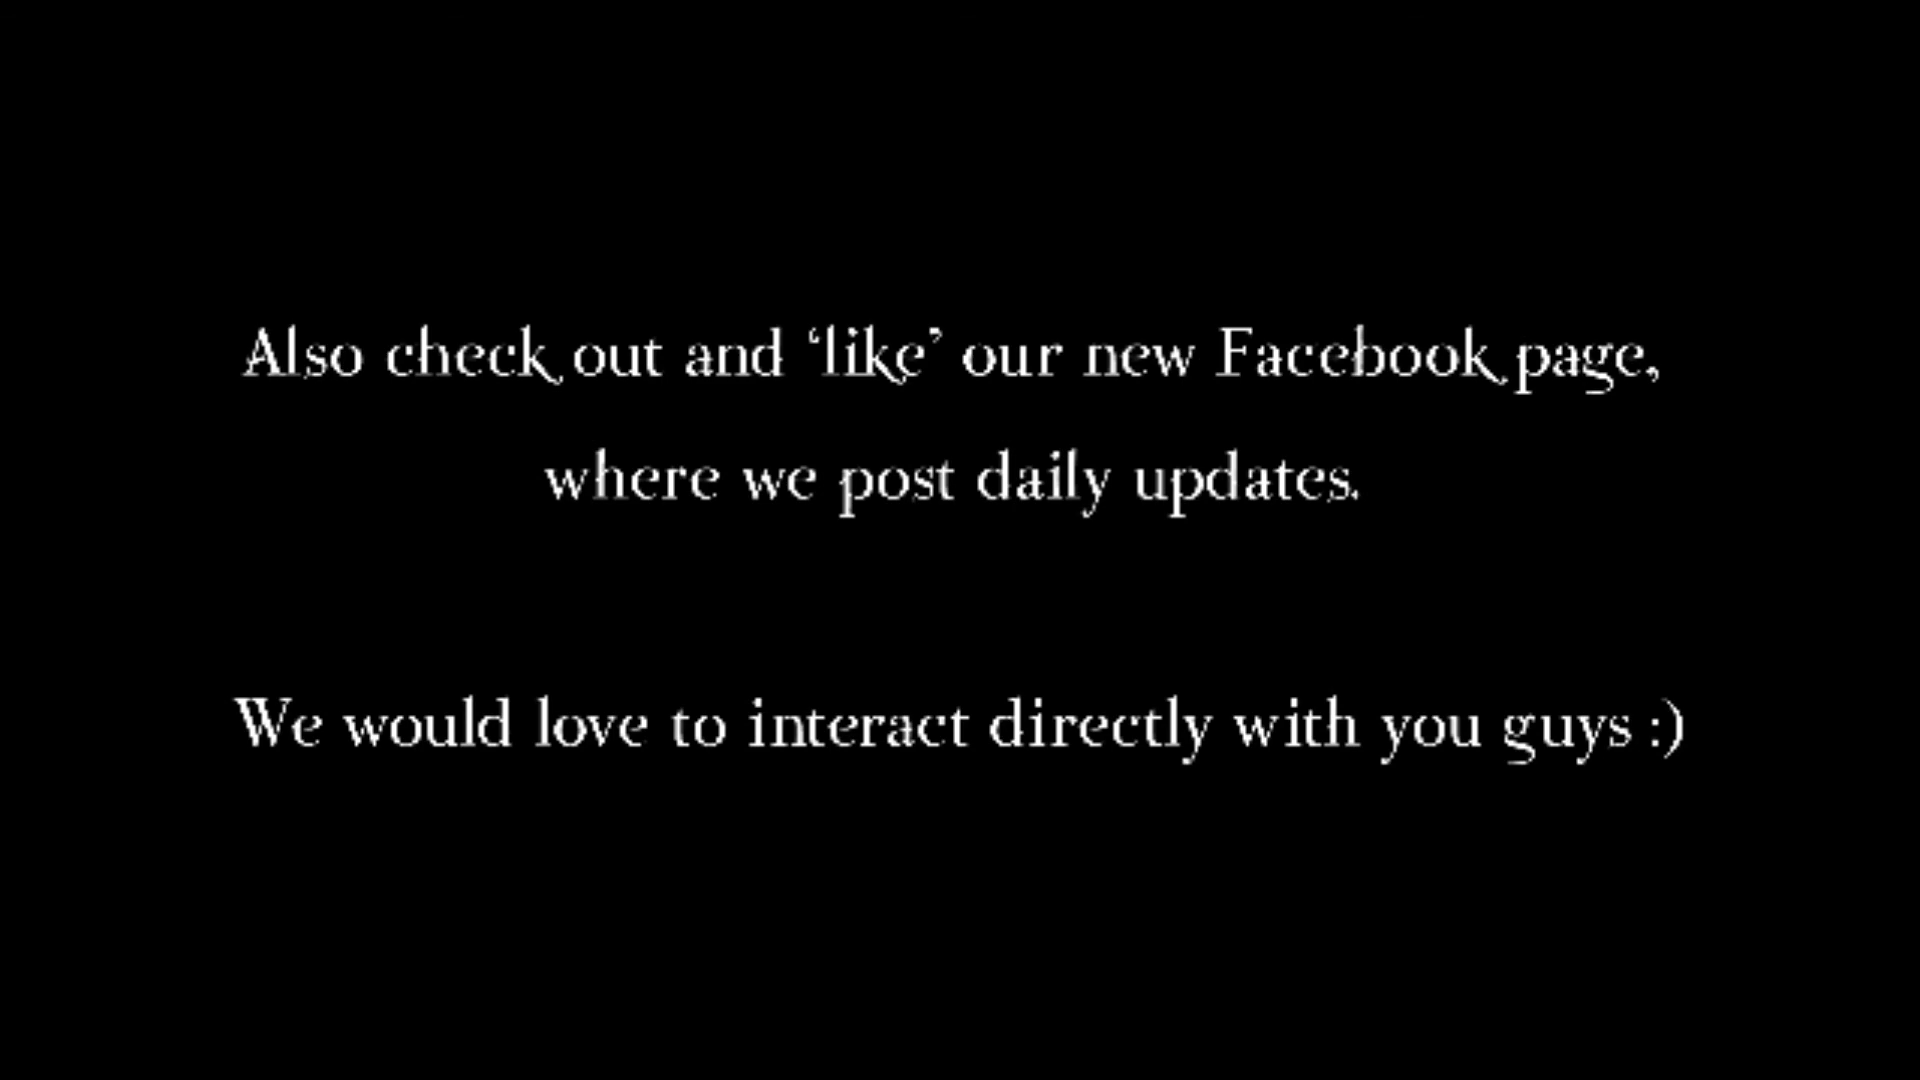 Also check out and ‘like’ our new Facebook page,
where we post daily updates.
We would love to interact directly with you guys :)